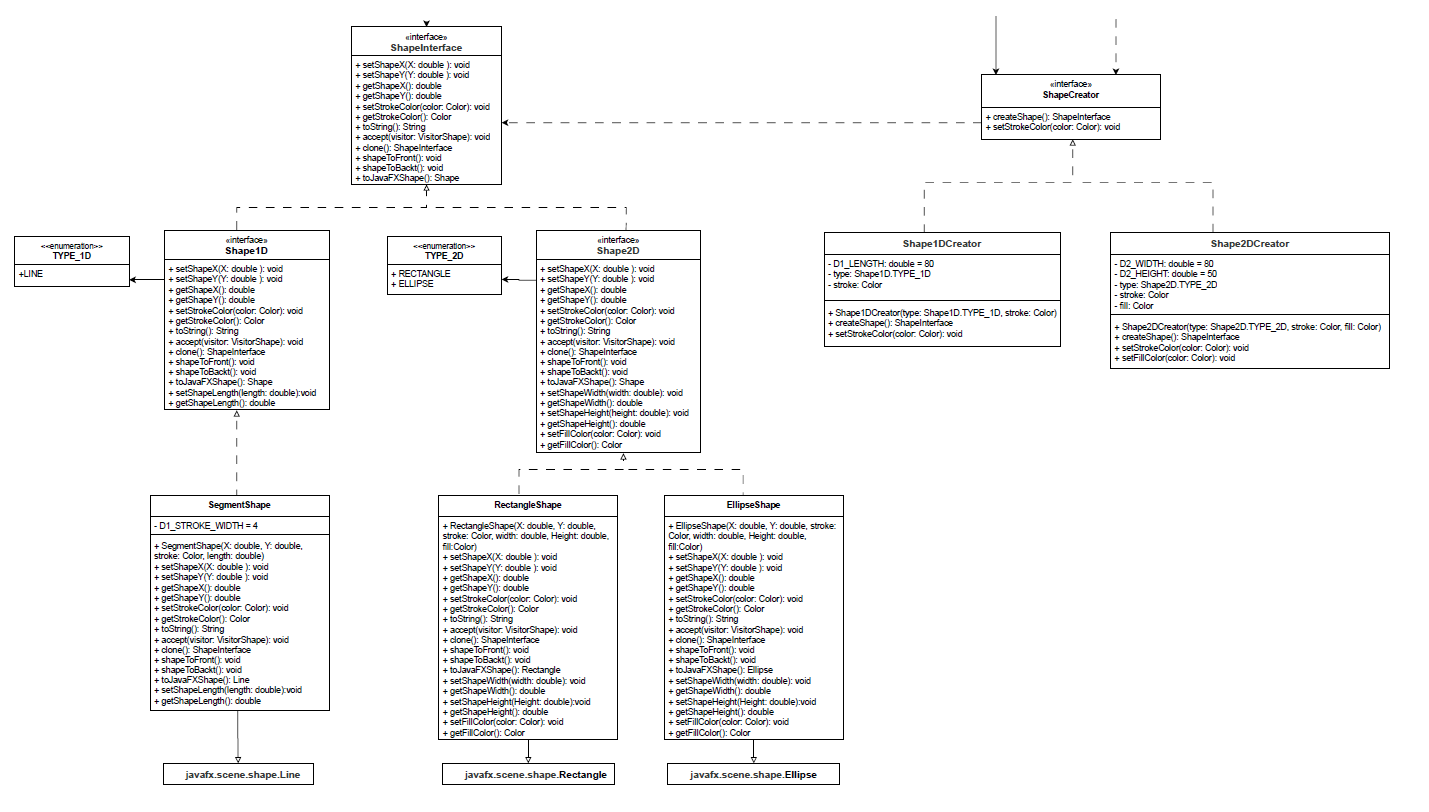 «interface»
ShapeInterface
+ setShapeX(X: double ): void
+ setShapeY(Y: double ): void
+ getShapeX(): double
+ getShapeY(): double
+ setStrokeColor(color: Color): void
+ getStrokeColor(): Color
+ toString(): String
+ accept(visitor: VisitorShape): void
+ clone(): ShapeInterface
+ shapeToFront(): void
+ shapeToBackt(): void
+ toJavaFXShape(): Shape
«interface»
ShapeCreator
+ createShape(): ShapeInterface
+ setStrokeColor(color: Color): void
<<enumeration>>
TYPE_1D
+LINE
«interface»
Shape1D
+ setShapeX(X: double ): void
+ setShapeY(Y: double ): void
+ getShapeX(): double
+ getShapeY(): double
+ setStrokeColor(color: Color): void
+ getStrokeColor(): Color
+ toString(): String
+ accept(visitor: VisitorShape): void
+ clone(): ShapeInterface
+ shapeToFront(): void
+ shapeToBackt(): void
+ toJavaFXShape(): Shape
+ setShapeLength(length: double):void
+ getShapeLength(): double
<<enumeration>>
TYPE_2D
+ RECTANGLE
+ ELLIPSE
«interface»
Shape2D
+ setShapeX(X: double ): void
+ setShapeY(Y: double ): void
+ getShapeX(): double
+ getShapeY(): double
+ setStrokeColor(color: Color): void
+ getStrokeColor(): Color
+ toString(): String
+ accept(visitor: VisitorShape): void
+ clone(): ShapeInterface
+ shapeToFront(): void
+ shapeToBackt(): void
+ toJavaFXShape(): Shape
+ setShapeWidth(width: double): void
+ getShapeWidth(): double
+ setShapeHeight(height: double): void
+ getShapeHeight(): double
+ setFillColor(color: Color): void
+ getFillColor(): Color
Shape1DCreator
- D1_LENGTH: double = 80
- type: Shape1D.TYPE_1D
- stroke: Color
+ Shape1DCreator(type: Shape1D.TYPE_1D, stroke: Color)
+ createShape(): ShapeInterface
+ setStrokeColor(color: Color): void
Shape2DCreator
- D2_WIDTH: double = 80
- D2_HEIGHT: double = 50
- type: Shape2D.TYPE_2D
- stroke: Color
- fill: Color
+ Shape2DCreator(type: Shape2D.TYPE_2D, stroke: Color, fill: Color)
+ createShape(): ShapeInterface
+ setStrokeColor(color: Color): void
+ setFillColor(color: Color): void
SegmentShape
- D1_STROKE_WIDTH = 4
+ SegmentShape(X: double, Y: double,
stroke: Color, length: double)
+ setShapeX(X: double ): void
+ setShapeY(Y: double ): void
+ getShapeX(): double
+ getShapeY(): double
+ setStrokeColor(color: Color): void
+ getStrokeColor(): Color
+ toString(): String
+ accept(visitor: VisitorShape): void
+ clone(): ShapeInterface
+ shapeToFront(): void
+ shapeToBackt(): void
+ toJavaFXShape(): Line
+ setShapeLength(length: double):void
+ getShapeLength(): double
RectangleShape
+ RectangleShape(X: double, Y: double,
stroke: Color, width: double, Height: double,
fill:Color)
+ setShapeX(X: double ): void
+ setShapeY(Y: double ): void
+ getShapeX(): double
+ getShapeY(): double
+ setStrokeColor(color: Color): void
+ getStrokeColor(): Color
+ toString(): String
+ accept(visitor: VisitorShape): void
+ clone(): ShapeInterface
+ shapeToFront(): void
+ shapeToBackt(): void
+ toJavaFXShape(): Rectangle
+ setShapeWidth(width: double): void
+ getShapeWidth(): double
+ setShapeHeight(Height: double):void
+ getShapeHeight(): double
+ setFillColor(color: Color): void
+ getFillColor(): Color
EllipseShape
+ EllipseShape(X: double, Y: double, stroke:
Color, width: double, Height: double,
fill:Color)
+ setShapeX(X: double ): void
+ setShapeY(Y: double ): void
+ getShapeX(): double
+ getShapeY(): double
+ setStrokeColor(color: Color): void
+ getStrokeColor(): Color
+ toString(): String
+ accept(visitor: VisitorShape): void
+ clone(): ShapeInterface
+ shapeToFront(): void
+ shapeToBackt(): void
+ toJavaFXShape(): Ellipse
+ setShapeWidth(width: double): void
+ getShapeWidth(): double
+ setShapeHeight(Height: double):void
+ getShapeHeight(): double
+ setFillColor(color: Color): void
+ getFillColor(): Color
javafx.scene.shape.Line
javafx.scene.shape.Rectangle
javafx.scene.shape.Ellipse